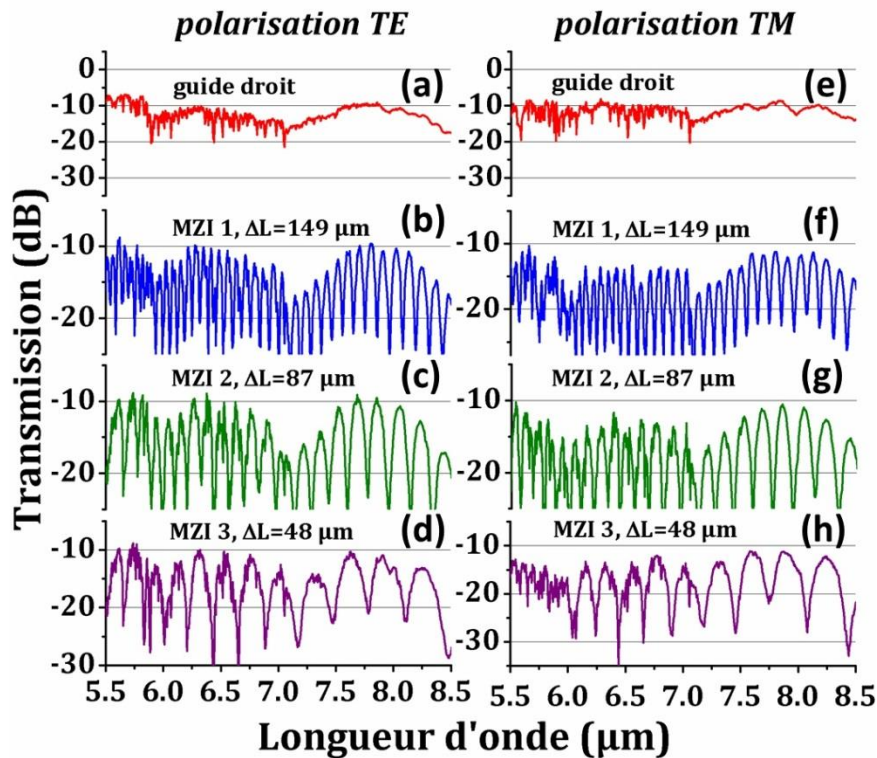 polarisation TE
polarisation TM
Transmission (dB)
0
-10
-20
-30
guide droit
(a)
0
-10
-20
-30
guide droit
(e)
-10
-20
MZI 1, ΔL=149 μm
(b)
-10
-20
MZI 1, ΔL=149 μm
(f)
-10
-20
MZI 2, ΔL=87 μm
(c)
-10
-20
MZI 2, ΔL=87 μm
(g)
-10
-20
-30
MZI 3, ΔL=48 μm
(d)
-10
-20
-30
MZI 3, ΔL=48 μm
(h)
5.5 6.0 6.5 7.0 7.5 8.0 8.5
5.5 6.0 6.5 7.0 7.5 8.0 8.5
Longueur d'onde (μm)